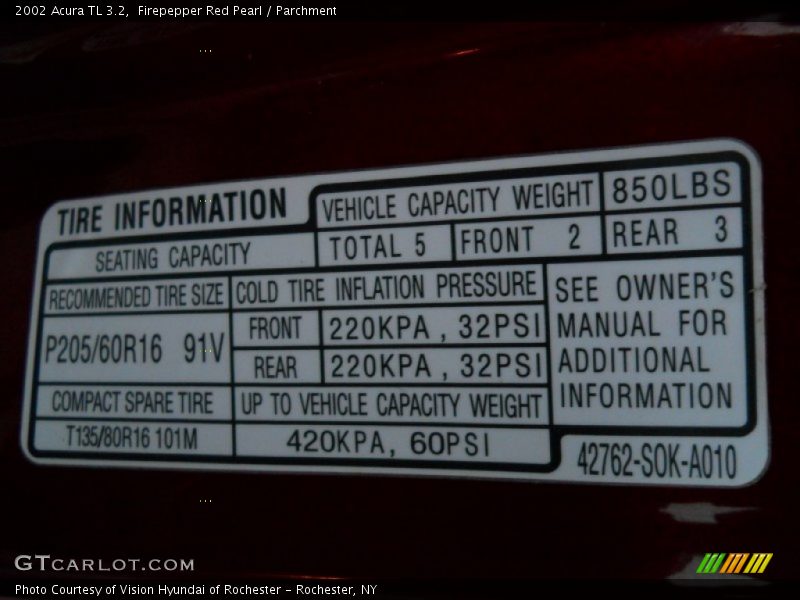 2002 Acura TL 3.2,  Firepepper Red Pearl / Parchment
TIRE INFORMATION
VEHICLE CAPACITY WEIGHT 850LBS
SEATING CAPACITY TOTAL 5 FRONT 2 REAR 3
RECOMMENDED TIRE SIZE COLD TIRE INFLATION PRESSURE
SEE OWNER'S
MANUAL FOR
ADDITIONAL
INFORMATION
P205/60R16 91V
FRONT 220KPA, 32PSI
REAR 220KPA, 32PSI
COMPACT SPARE TIRE UP TO VEHICLE CAPACITY WEIGHT
T135/80R16 101M 420KPA, 60PSI
42762-S0K-A010
GTCARLOT.COM
Photo Courtesy of Vision Hyundai of Rochester - Rochester, NY